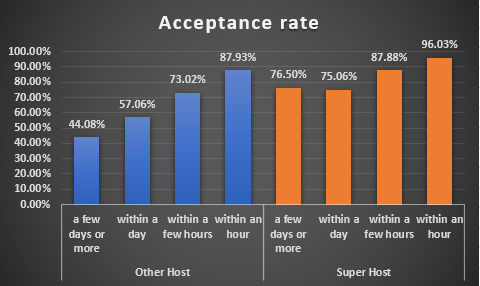 Acceptance rate
100.00%
90.00%
80.00%
70.00%
60.00%
50.00%
40.00%
30.00%
20.00%
10.00%
0.00%
44.08%
57.06%
73.02%
87.93%
76.50%
75.06%
87.88%
96.03%
a few
days or
more
within a
day
within a
few hours
within an
hour
a few
days or
more
within a
day
within a
few hours
within an
hour
Other Host
Super Host